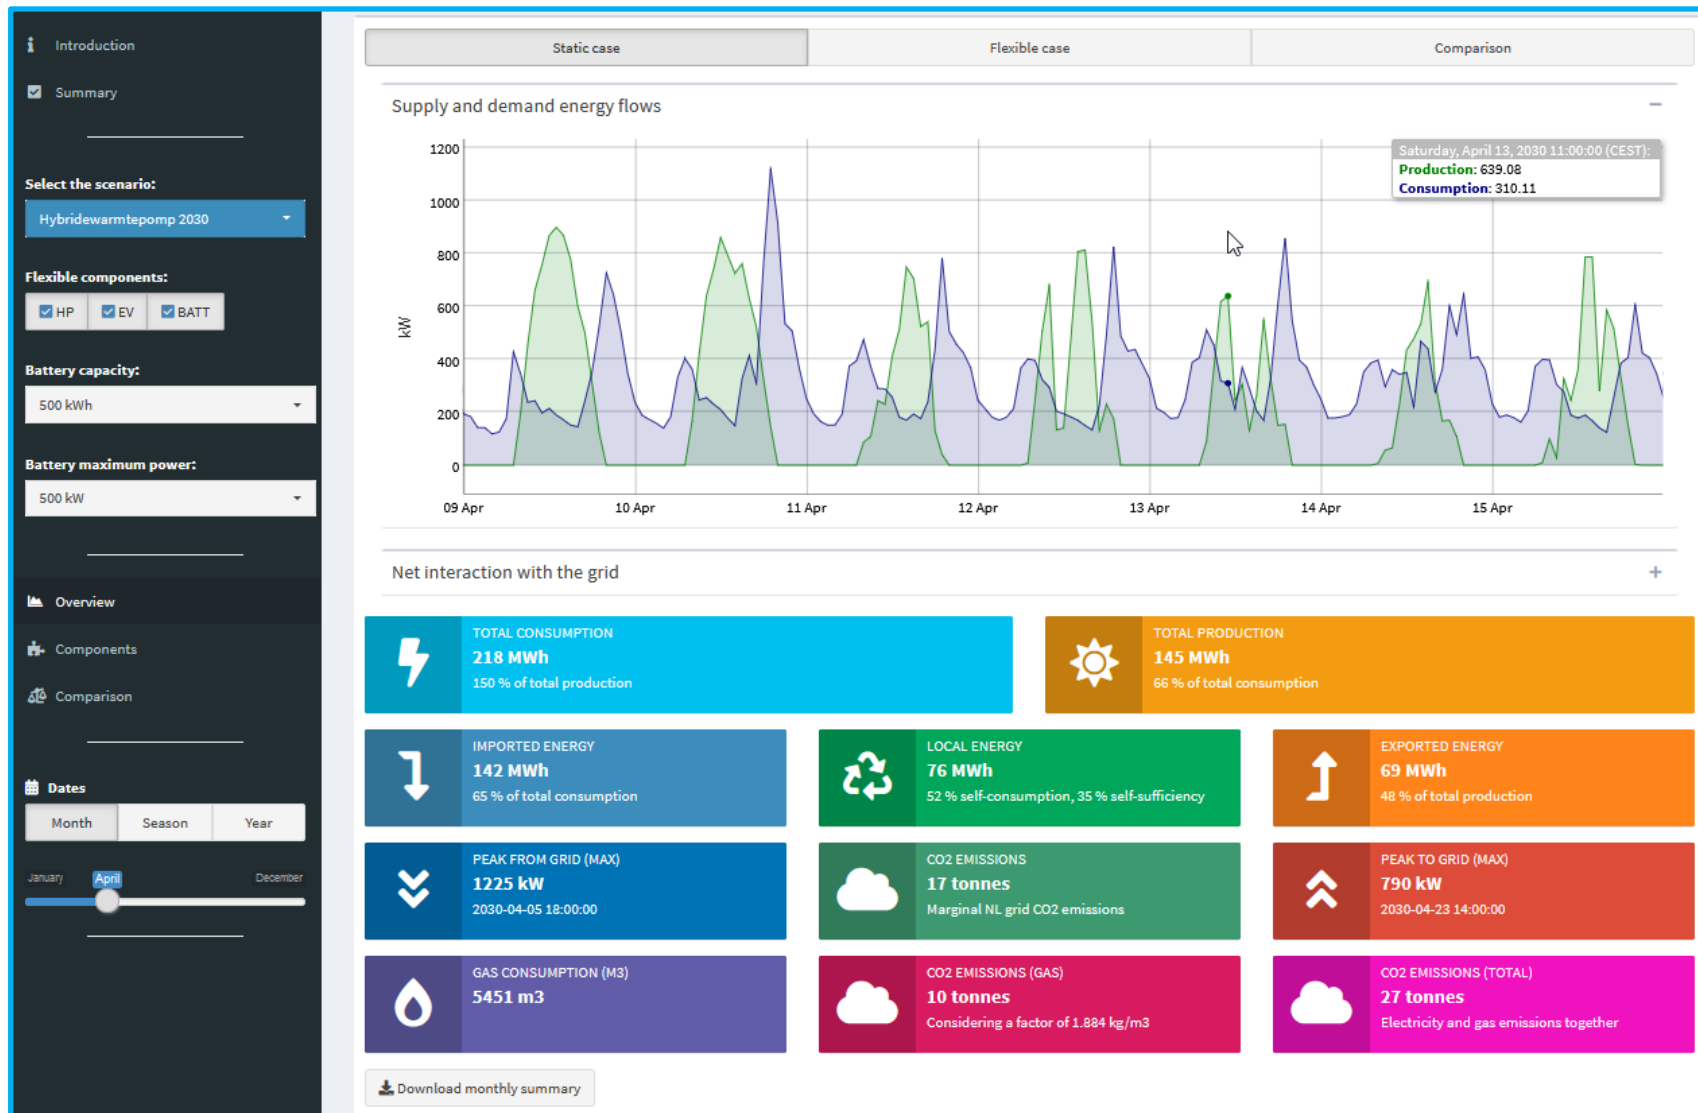 Introduction
Summary
Select the scenario:
Hybridewarmtepomp 2030
Flexible components:
HP EV BATT
Battery capacity:
500 kWh
Battery maximum power:
500 kW
Overview
Components
Comparison
Dates
Month Season Year
January April December
Static case Flexible case Comparison
Supply and demand energy flows
Saturday, April 13, 2030 11:00:00 (CEST):
Production: 639.08
Consumption: 310.11
kW
1200
1000
800
600
400
200
0
09 Apr 10 Apr 11 Apr 12 Apr 13 Apr 14 Apr 15 Apr
Net interaction with the grid
TOTAL CONSUMPTION
218 MWh
150 % of total production
TOTAL PRODUCTION
145 MWh
66 % of total consumption
IMPORTED ENERGY
142 MWh
65 % of total consumption
LOCAL ENERGY
76 MWh
52 % self-consumption, 35 % self-sufficiency
EXPORTED ENERGY
69 MWh
48 % of total production
PEAK FROM GRID (MAX)
1225 kW
2030-04-05 18:00:00
CO2 EMISSIONS
17 tonnes
Marginal NL grid CO2 emissions
PEAK TO GRID (MAX)
790 kW
2030-04-23 14:00:00
GAS CONSUMPTION (M3)
5451 m3
CO2 EMISSIONS (GAS)
10 tonnes
Considering a factor of 1.884 kg/m3
CO2 EMISSIONS (TOTAL)
27 tonnes
Electricity and gas emissions together
Download monthly summary